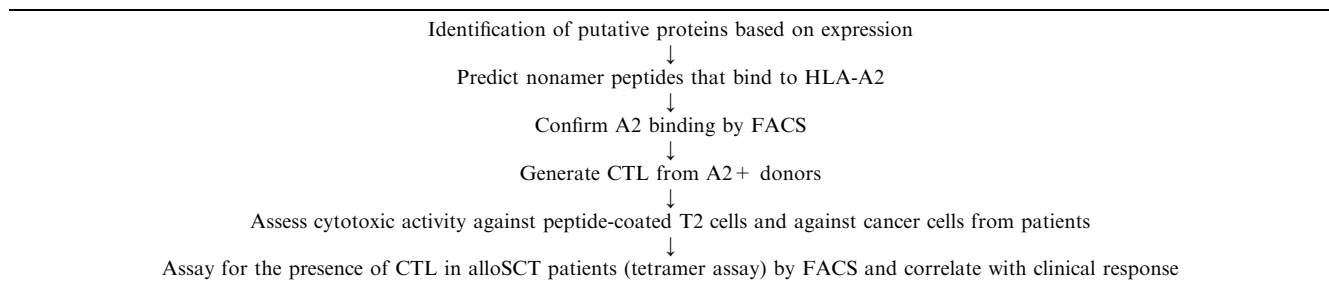 Identification of putative proteins based on expression
↓
Predict nonamer peptides that bind to HLA-A2
↓
Confirm A2 binding by FACS
↓
Generate CTL from A2+ donors
↓
Assess cytotoxic activity against peptide-coated T2 cells and against cancer cells from patients
↓
Assay for the presence of CTL in alloSCT patients (tetramer assay) by FACS and correlate with clinical response